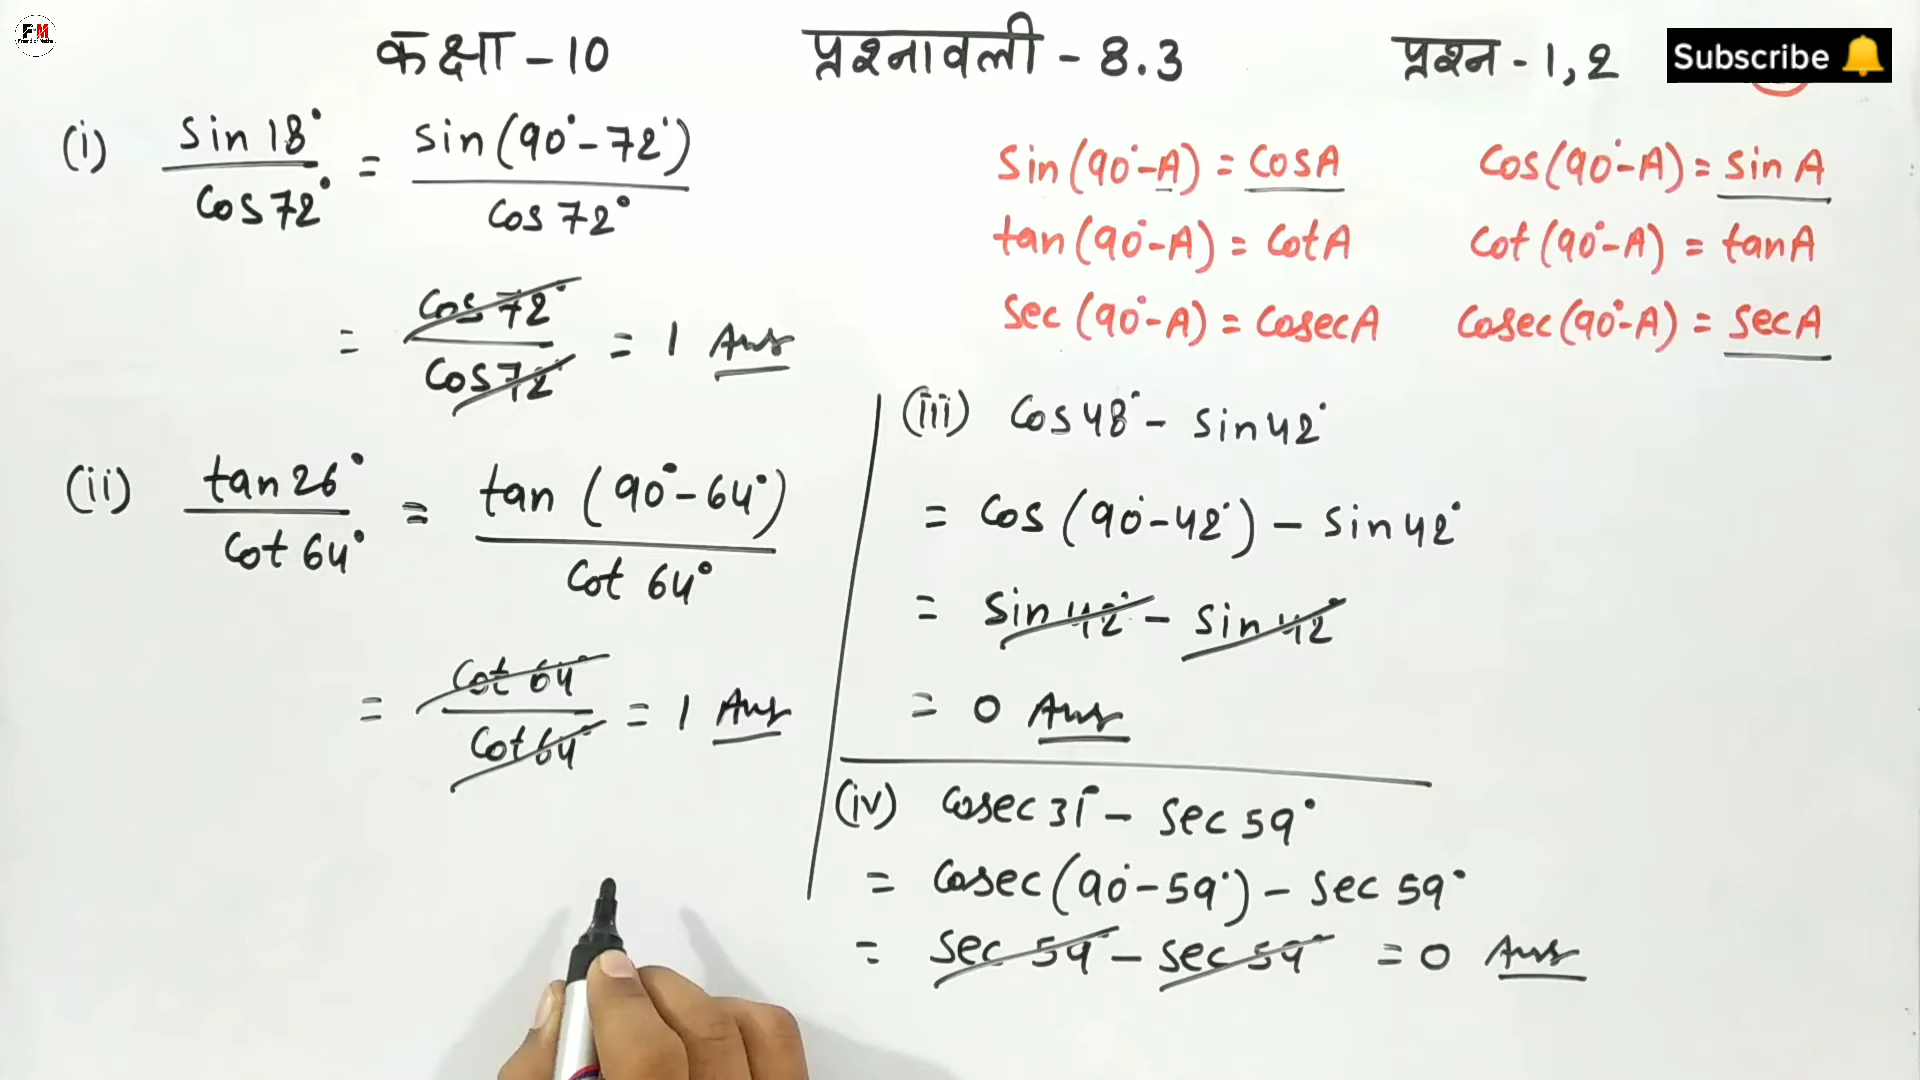 FM
कक्षा - 10 प्रश्नावली - 8.3 प्रश्न - 1, 2
Subscribe
(i) sin 18° / cos 72° = sin (90° - 72°) / cos 72°
= cos 72° / cos 72° = 1 Ans
(ii) tan 26° / cot 64° = tan (90° - 64°) / cot 64°
= cot 64° / cot 64° = 1 Ans
sin (90° - A) = cos A cos (90° - A) = sin A
tan (90° - A) = cot A cot (90° - A) = tan A
sec (90° - A) = cosec A cosec (90° - A) = sec A
(iii) cos 48° - sin 42°
= cos (90° - 42°) - sin 42°
= sin 42° - sin 42°
= 0 Ans
(iv) cosec 31° - sec 59°
= cosec (90° - 59°) - sec 59°
= sec 59° - sec 59° = 0 Ans